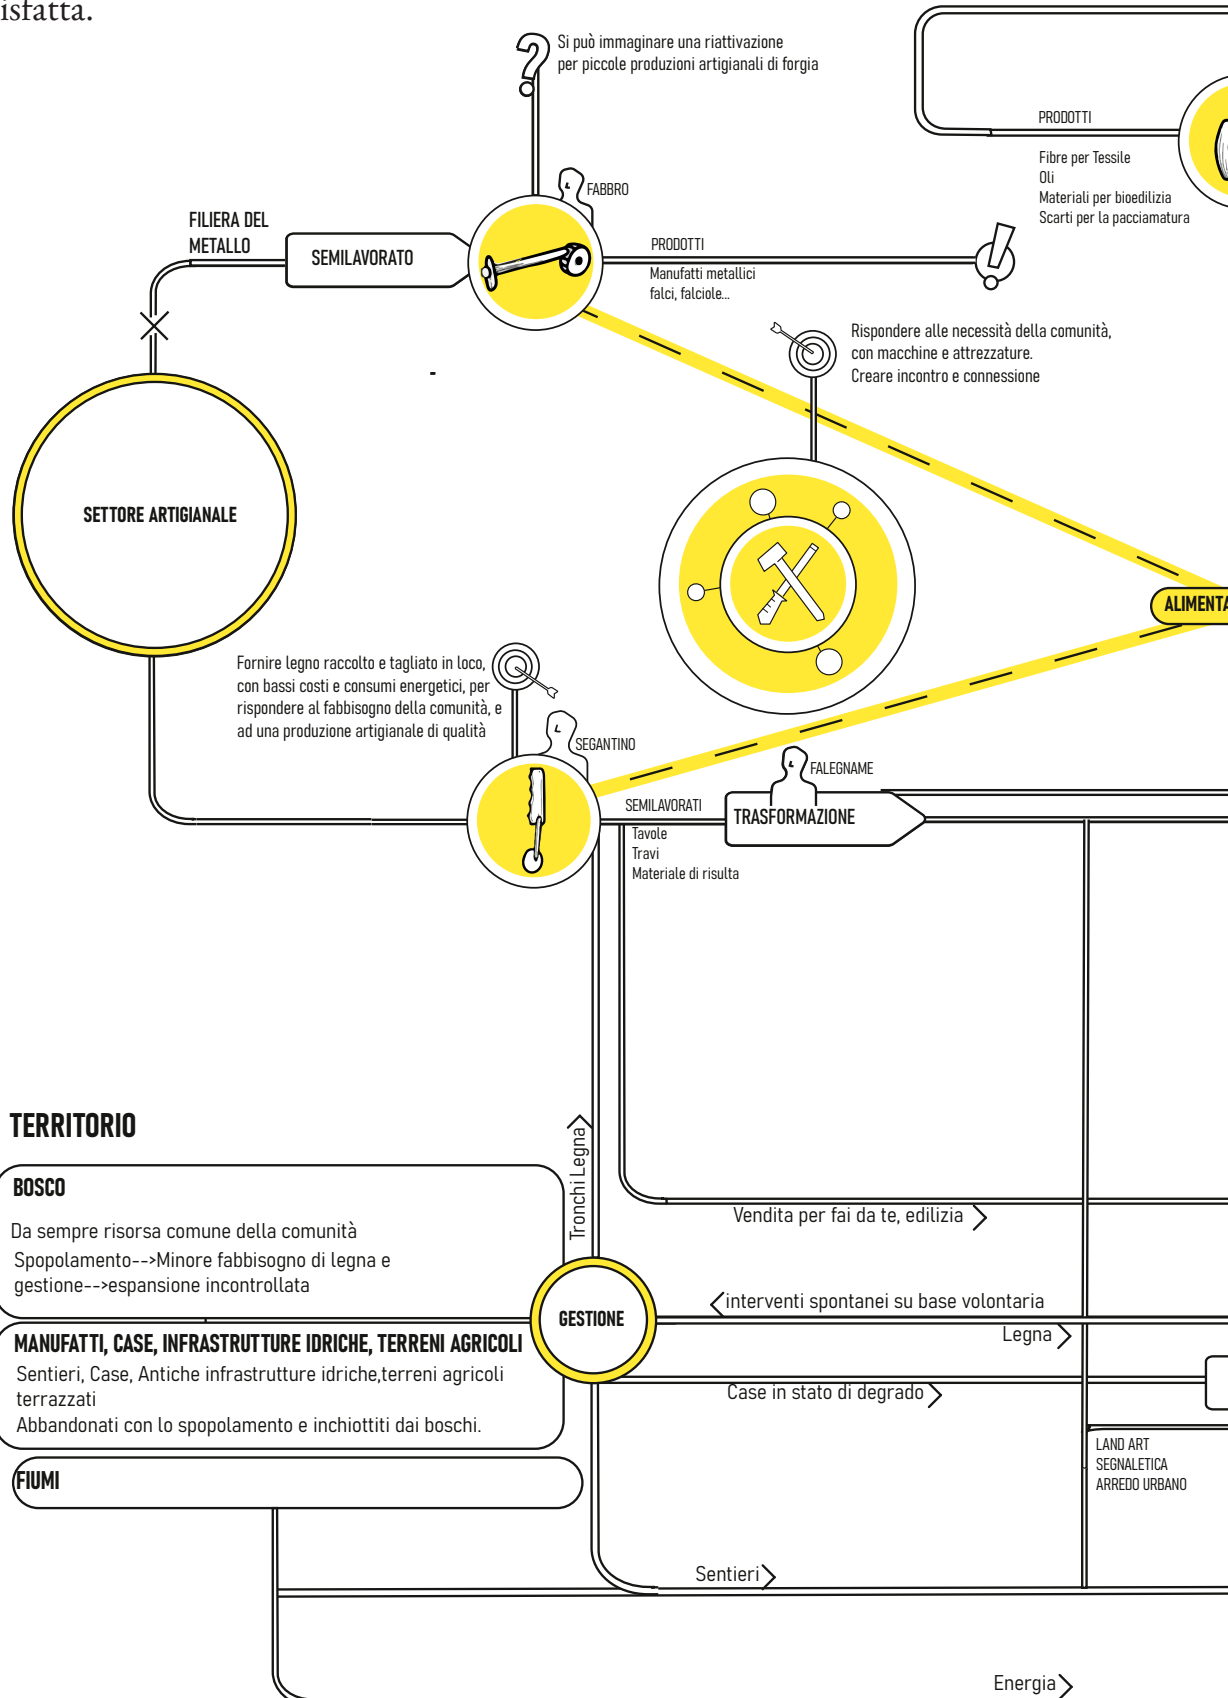 isfatta.
Si può immaginare una riattivazione
per piccole produzioni artigianali di forgia
PRODOTTI
Fibre per Tessile
Oli
Materiali per bioedilizia
Scarti per la pacciamatura
FABBRO
FILIERA DEL
METALLO
SEMILAVORATO
PRODOTTI
Manufatti metallici
falci, falciole...
Rispondere alle necessità della comunità,
con macchine e attrezzature.
Creare incontro e connessione
SETTORE ARTIGIANALE
ALIMENTA
Fornire legno raccolto e tagliato in loco,
con bassi costi e consumi energetici, per
rispondere al fabbisogno della comunità, e
ad una produzione artigianale di qualità
SEGANTINO
FALEGNAME
SEMILAVORATI
Tavole
Travi
Materiale di risulta
TRASFORMAZIONE
TERRITORIO
BOSCO
Da sempre risorsa comune della comunità
Spopolamento-->Minore fabbisogno di legna e
gestione-->espansione incontrollata
Tronchi Legna
Vendita per fai da te, edilizia
GESTIONE
interventi spontanei su base volontaria
Legna
MANUFATTI, CASE, INFRASTRUTTURE IDRICHE, TERRENI AGRICOLI
Sentieri, Case, Antiche infrastrutture idriche,terreni agricoli
terrazzati
Abbandonati con lo spopolamento e inchiottiti dai boschi.
Case in stato di degrado
LAND ART
SEGNALETICA
ARREDO URBANO
FIUMI
Sentieri
Energia